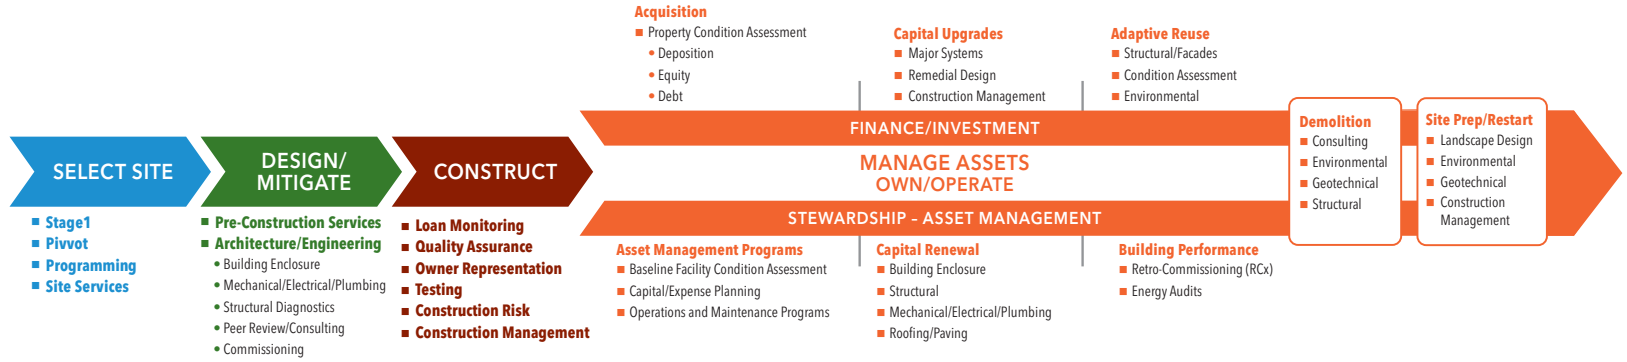 SELECT SITE
Stage1
Pivvot
Programming
Site Services
DESIGN/
MITIGATE
Pre-Construction Services
Architecture/Engineering
Building Enclosure
Mechanical/Electrical/Plumbing
Structural Diagnostics
Peer Review/Consulting
Commissioning
CONSTRUCT
Loan Monitoring
Quality Assurance
Owner Representation
Testing
Construction Risk
Construction Management
Acquisition
Property Condition Assessment
Deposition
Equity
Debt
Capital Upgrades
Major Systems
Remedial Design
Construction Management
Adaptive Reuse
Structural/Facades
Condition Assessment
Environmental
FINANCE/INVESTMENT
MANAGE ASSETS
OWN/OPERATE
STEWARDSHIP – ASSET MANAGEMENT
Asset Management Programs
Baseline Facility Condition Assessment
Capital/Expense Planning
Operations and Maintenance Programs
Capital Renewal
Building Enclosure
Structural
Mechanical/Electrical/Plumbing
Roofing/Paving
Building Performance
Retro-Commissioning (RCx)
Energy Audits
Demolition
Consulting
Environmental
Geotechnical
Structural
Site Prep/Restart
Landscape Design
Environmental
Geotechnical
Construction
Management